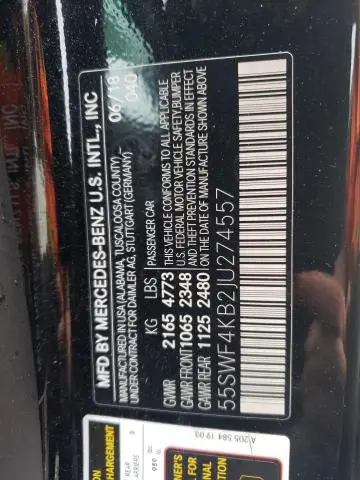 MFD BY MERCEDES-BENZ U.S. INTL., INC
MANUFACTURED IN USA (ALABAMA, TUSCALOOSA COUNTY)
UNDER CONTRACT FOR DAIMLER AG, STUTTGART (GERMANY)
06/18
040
KG LBS PASSENGER CAR
GVWR 2165 4773 THIS VEHICLE CONFORMS TO ALL APPLICABLE
GAWR FRONT 1065 2348 U.S. FEDERAL MOTOR VEHICLE SAFETY, BUMPER
AND THEFT PREVENTION STANDARDS IN EFFECT
GAWR REAR 1125 2480 ON THE DATE OF MANUFACTURE SHOWN ABOVE
55SWF4KB2JU274557
A 205 584 19 03